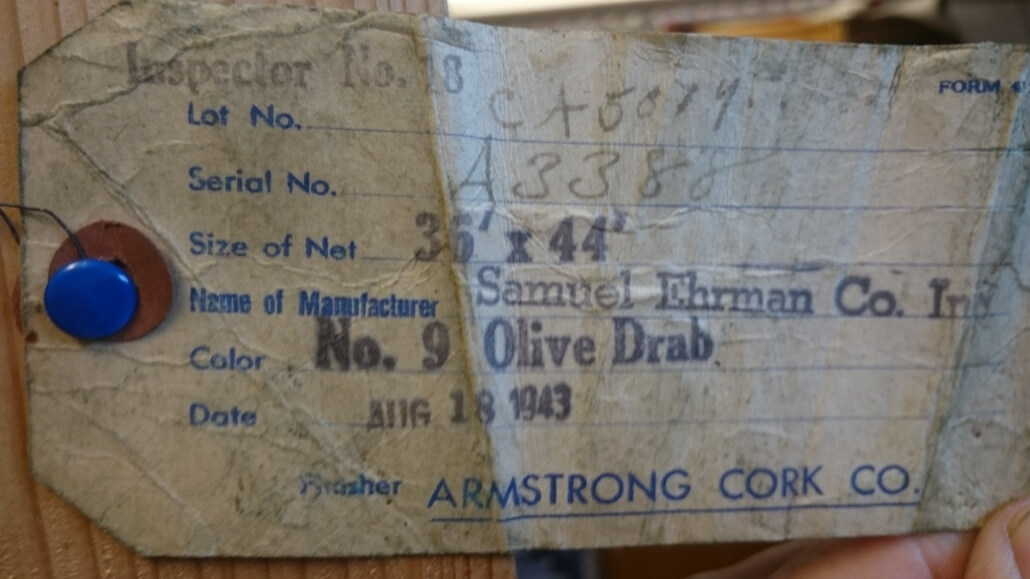 Inspector No. 18
FORM
Lot No. CA5074
Serial No. A3388
Size of Net 36' x 44'
Name of Manufacturer Samuel Ehrman Co. Inc
Color No. 9 Olive Drab
Date AUG 18 1943
Finisher ARMSTRONG CORK CO.